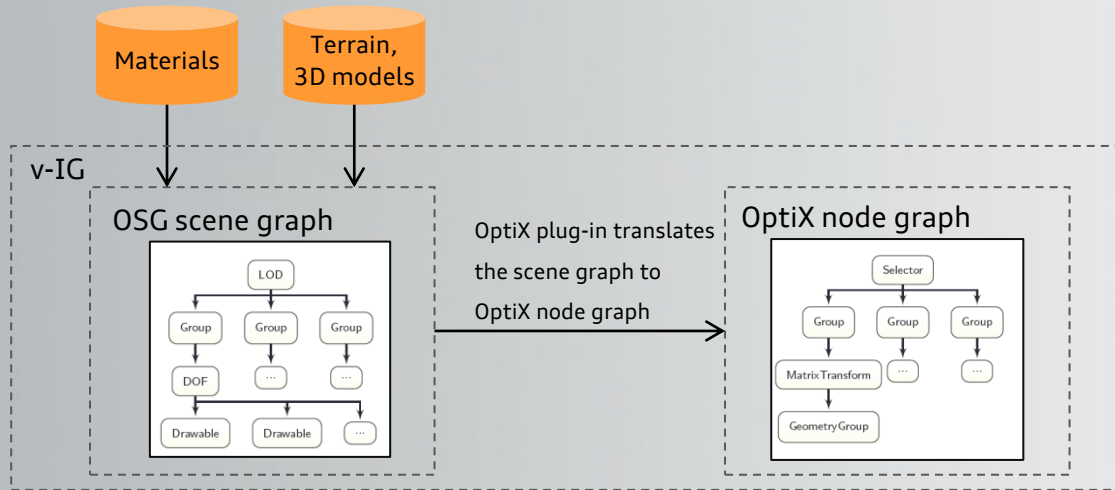 Materials
Terrain,
3D models
v-IG
OSG scene graph
LOD
Group
Group
Group
DOF
...
...
Drawable
Drawable
...
OptiX plug-in translates
the scene graph to
OptiX node graph
OptiX node graph
Selector
Group
Group
Group
MatrixTransform
...
...
GeometryGroup